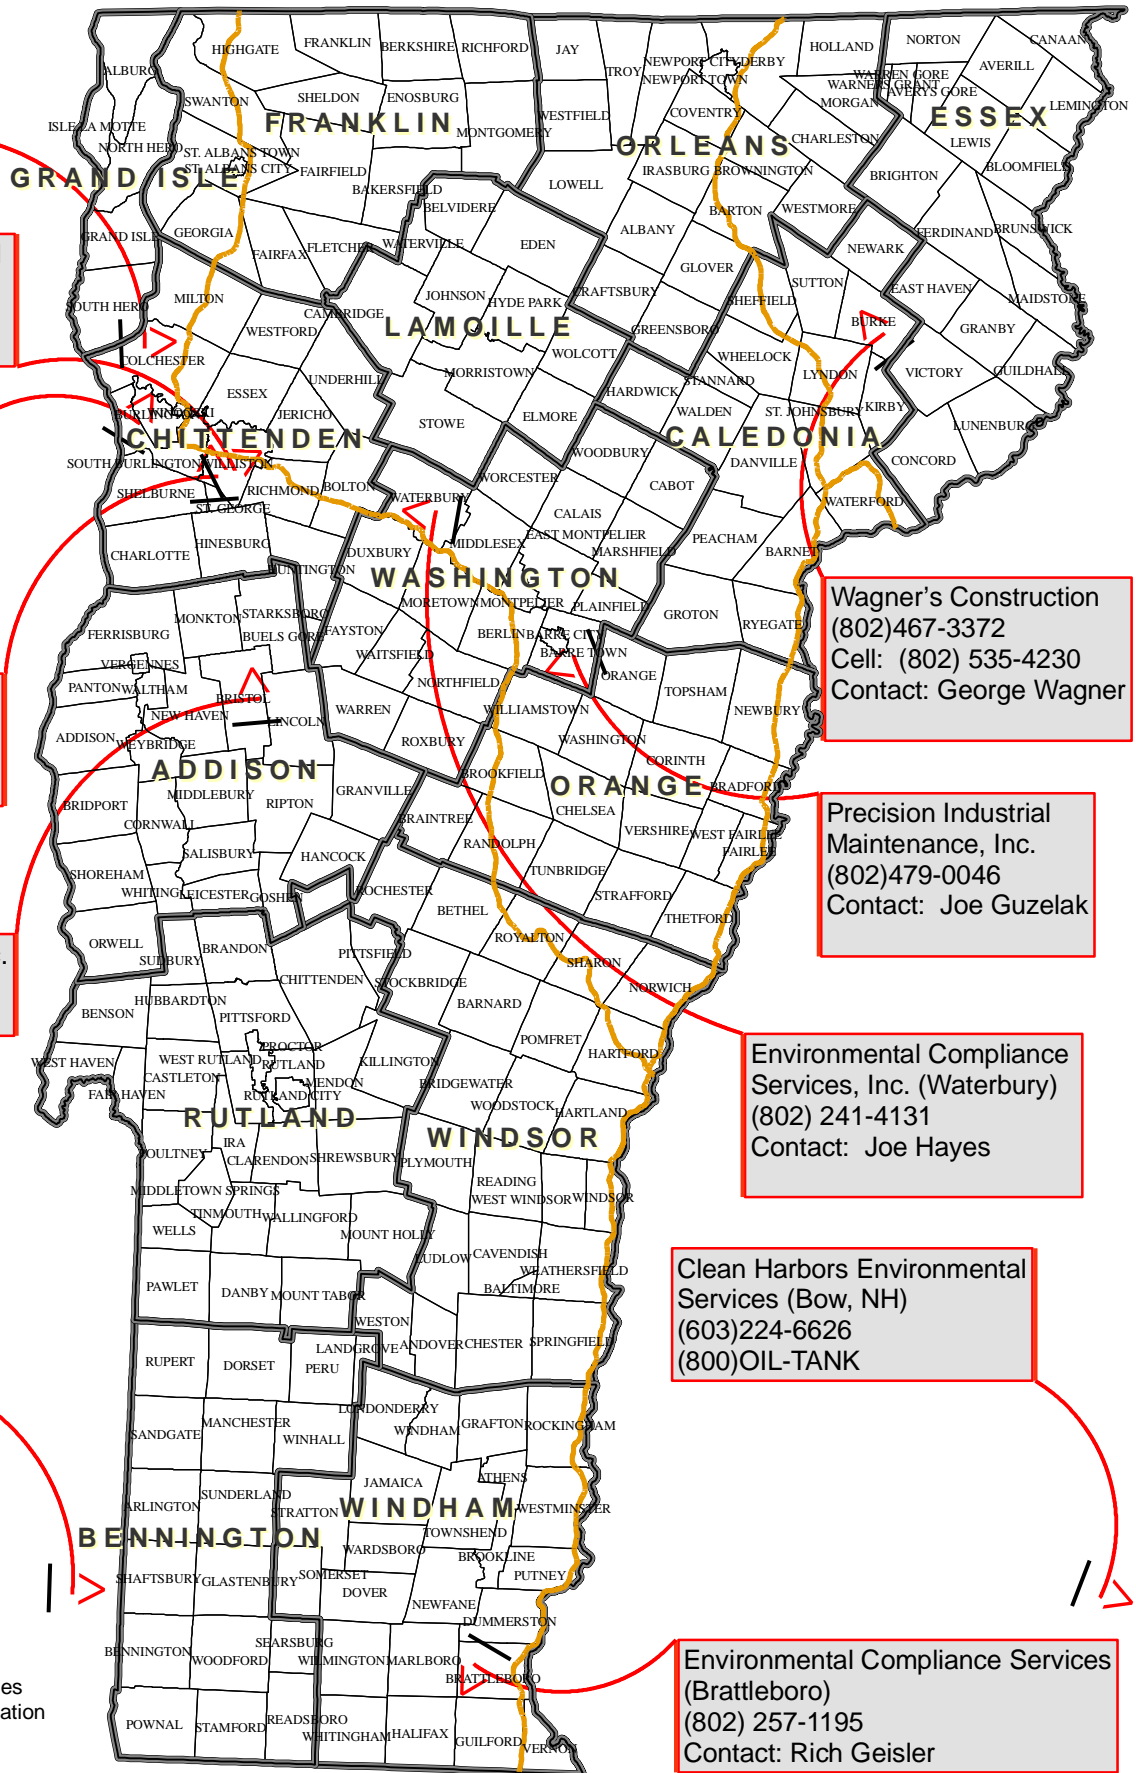 HIGHGATE
FRANKLIN
BERKSHIRE
RICHFORD
JAY
TROY
NEWPORT CITY
DERBY
NEWPORT TOWN
HOLLAND
NORTON
CANAAN
AVERILL
WARREN GORE
WARNERS GRANT
AVERYS GORE
MORGAN
LEMINGTON
ALBURG
SWANTON
SHELDON
ENOSBURG
WESTFIELD
COVENTRY
ESSEX
FRANKLIN
ISLE LA MOTTE
MONTGOMERY
CHARLESTON
LEWIS
NORTH HERO
ST. ALBANS TOWN
ST. ALBANS CITY
ORLEANS
GRAND ISLE
FAIRFIELD
BAKERSFIELD
LOWELL
IRASBURG
BROWNINGTON
BRIGHTON
BLOOMFIELD
BELVIDERE
BARTON
WESTMORE
GRAND ISLE
GEORGIA
FAIRFAX
FLETCHER
WATERVILLE
EDEN
ALBANY
NEWARK
FERDINAND
BRUNSWICK
GLOVER
SUTTON
EAST HAVEN
MAIDSTONE
SOUTH HERO
MILTON
CAMBRIDGE
JOHNSON
HYDE PARK
CRAFTSBURY
SHEFFIELD
BURKE
GRANBY
WESTFORD
LAMOILLE
GREENSBORO
COLCHESTER
WOLCOTT
WHEELOCK
LYNDON
VICTORY
GUILDHALL
UNDERHILL
MORRISTOWN
HARDWICK
STANNARD
ESSEX
BURLINGTON
WINOOSKI
JERICHO
STOWE
ELMORE
WALDEN
ST. JOHNSBURY
KIRBY
LUNENBURG
CHITTENDEN
CALEDONIA
SOUTH BURLINGTON
WILLISTON
WOODBURY
DANVILLE
CONCORD
SHELBURNE
RICHMOND
BOLTON
WORCESTER
CABOT
ST. GEORGE
WATERBURY
CALAIS
WATERFORD
CHARLOTTE
HINESBURG
DUXBURY
MIDDLESEX
EAST MONTPELIER
MARSHFIELD
PEACHAM
BARNET
HUNTINGTON
WASHINGTON
MONKTON
STARKSBORO
MORETOWN
MONTPELIER
PLAINFIELD
GROTON
RYEGATE
FERRISBURG
BUELS GORE
FAYSTON
BERLIN
BARRE CITY
BARRE TOWN
VERGENNES
WAITSFIELD
ORANGE
PANTON
WALTHAM
BRISTOL
NORTHFIELD
TOPSHAM
NEW HAVEN
LINCOLN
WARREN
WILLIAMSTOWN
NEWBURY
ADDISON
WEYBRIDGE
ROXBURY
WASHINGTON
CORINTH
ADDISON
BROOKFIELD
ORANGE
BRADFORD
BRIDPORT
MIDDLEBURY
RIPTON
GRANVILLE
CHELSEA
CORNWALL
BRAINTREE
VERSHIRE
WEST FAIRLEE
FAIRLEE
SALISBURY
HANCOCK
RANDOLPH
SHOREHAM
TUNBRIDGE
WHITING
LEICESTER
GOSHEN
ROCHESTER
STRAFFORD
BETHEL
THETFORD
ORWELL
SUDBURY
BRANDON
PITTSFIELD
ROYALTON
SHARON
CHITTENDEN
STOCKBRIDGE
NORWICH
BENSON
HUBBARDTON
PITTSFORD
BARNARD
POMFRET
HARTFORD
WEST HAVEN
WEST RUTLAND
PROCTOR
RUTLAND
KILLINGTON
CASTLETON
MENDON
BRIDGEWATER
FAIR HAVEN
RUTLAND CITY
WOODSTOCK
HARTLAND
RUTLAND
WINDSOR
IRA
POULTNEY
CLARENDON
SHREWSBURY
PLYMOUTH
READING
MIDDLETOWN SPRINGS
WEST WINDSOR
WINDSOR
TINMOUTH
WALLINGFORD
WELLS
MOUNT HOLLY
LUDLOW
CAVENDISH
WEATHERSFIELD
BALTIMORE
PAWLET
DANBY
MOUNT TABOR
WESTON
LANDGROVE
ANDOVER
CHESTER
SPRINGFIELD
RUPERT
DORSET
PERU
LONDONDERRY
WINDHAM
GRAFTON
ROCKINGHAM
SANDGATE
MANCHESTER
WINHALL
JAMAICA
ATHENS
ARLINGTON
SUNDERLAND
STRATTON
WINDHAM
WESTMINSTER
BENNINGTON
TOWNSHEND
WARDSBORO
BROOKLINE
PUTNEY
SHAFTSBURY
GLASTENBURY
SOMERSET
DOVER
NEWFANE
DUMMERSTON
BENNINGTON
WOODFORD
SEARSBURG
WILMINGTON
MARLBORO
BRATTLEBORO
POWNAL
STAMFORD
READSBORO
WHITINGHAM
HALIFAX
GUILFORD
VERNON
Wagner's Construction
(802)467-3372
Cell: (802) 535-4230
Contact: George Wagner
Precision Industrial
Maintenance, Inc.
(802)479-0046
Contact: Joe Guzelak
Environmental Compliance
Services, Inc. (Waterbury)
(802) 241-4131
Contact: Joe Hayes
Clean Harbors Environmental
Services (Bow, NH)
(603)224-6626
(800)OIL-TANK
Environmental Compliance Services
(Brattleboro)
(802) 257-1195
Contact: Rich Geisler
es
ation